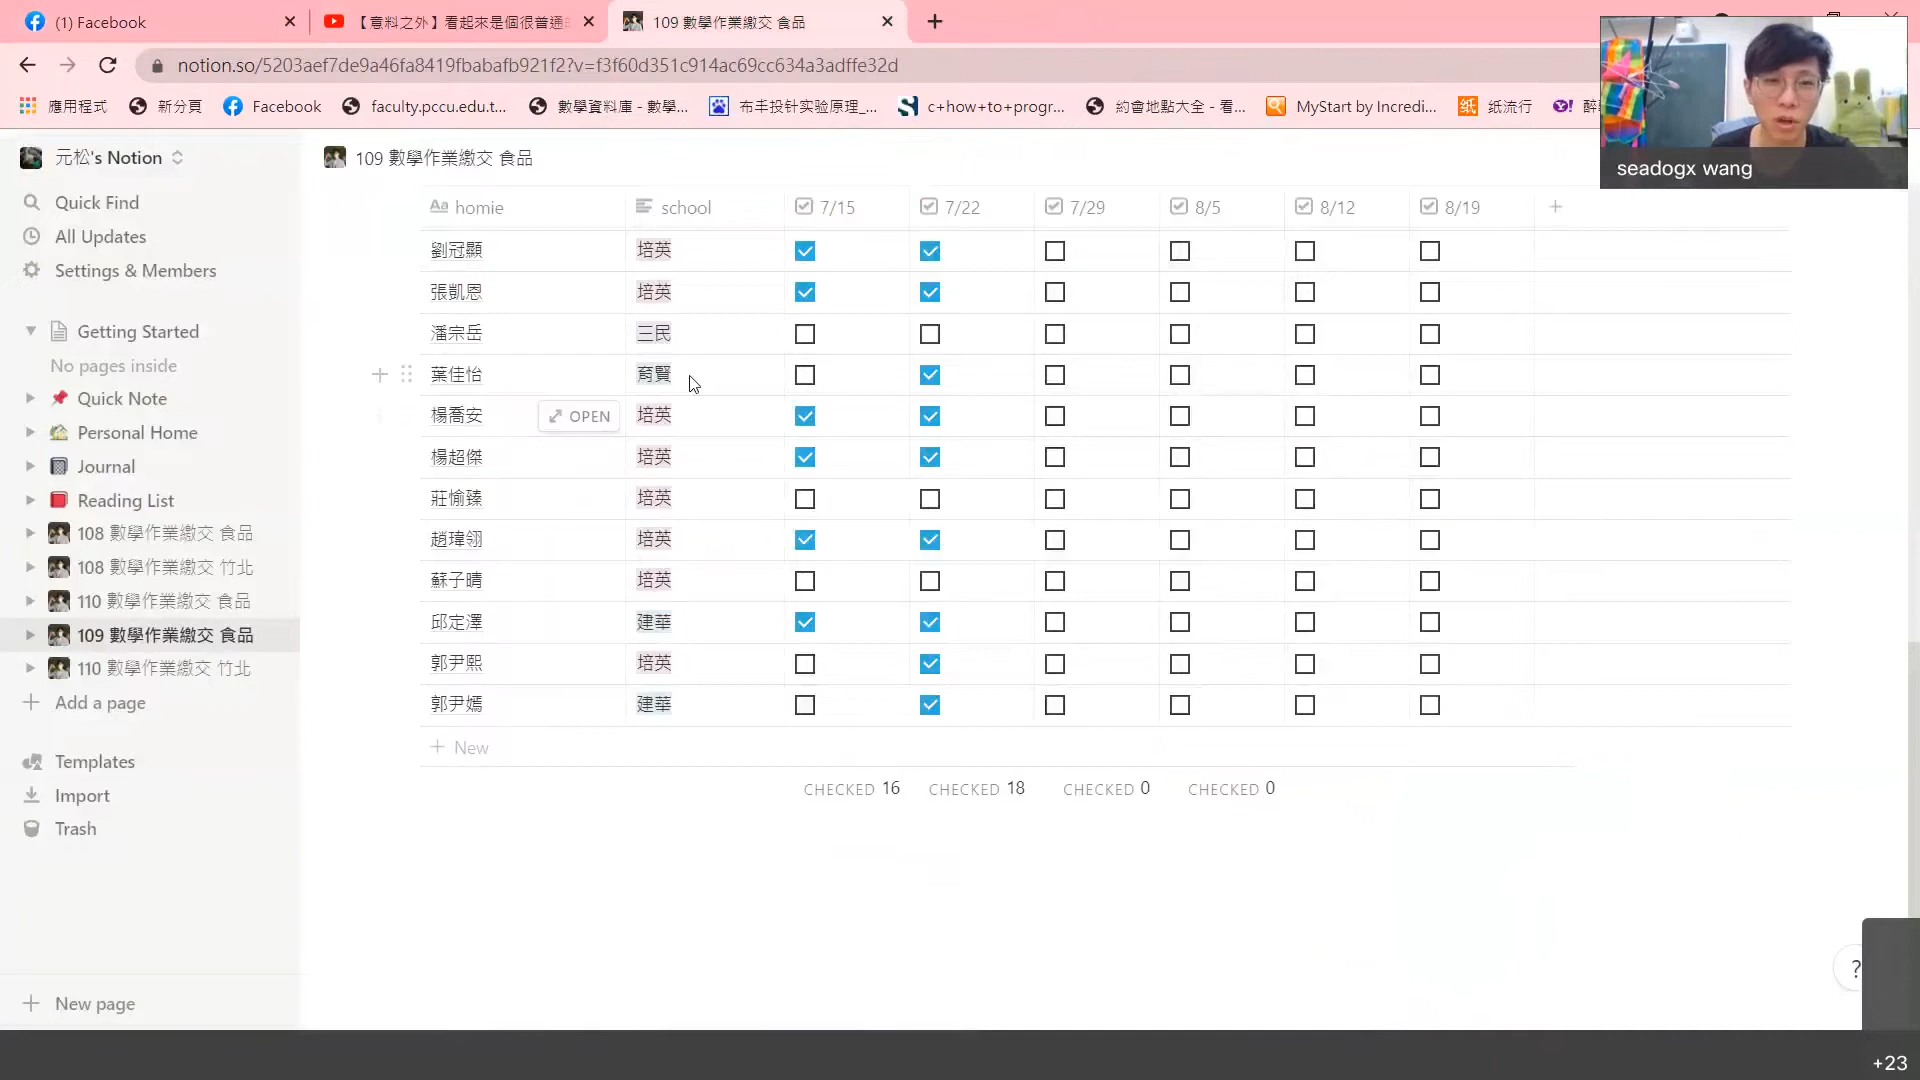 (1) Facebook
【意料之外】看起來是個很普通的
109 數學作業繳交 食品
notion.so/5203aef7de9a46fa8419fbabafb921f2?v=f3f60d351c914ac69cc634a3adffe32d
應用程式
新分頁
Facebook
faculty.pccu.edu.t...
數學資料庫 - 數學...
布丰投针实验原理_...
c+how+to+progr...
約會地點大全 - 看...
MyStart by Incredi...
纸流行
seadogx wang
元松's Notion
109 數學作業繳交 食品
Quick Find
All Updates
Settings & Members
Getting Started
No pages inside
Quick Note
Personal Home
Journal
Reading List
108 數學作業繳交 食品
108 數學作業繳交 竹北
110 數學作業繳交 食品
109 數學作業繳交 食品
110 數學作業繳交 竹北
Add a page
Templates
Import
Trash
New page
Aa homie school 7/15 7/22 7/29 8/5 8/12 8/19
劉冠顯 培英
張凱恩 培英
潘宗岳 三民
葉佳怡 育賢
楊喬安 OPEN 培英
楊超傑 培英
莊愉臻 培英
趙瑋翎 培英
蘇子晴 培英
邱定澤 建華
郭尹熙 培英
郭尹嫣 建華
New
CHECKED 16 CHECKED 18 CHECKED 0 CHECKED 0
?
+23